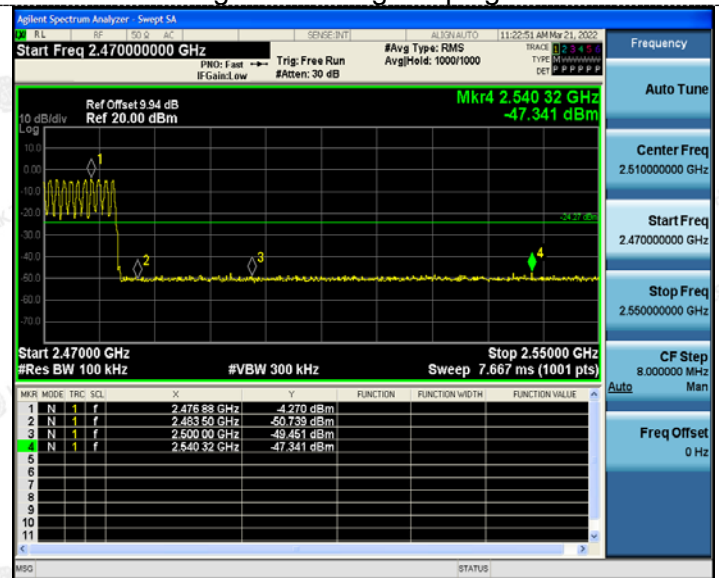 Agilent Spectrum Analyzer - Swept SA
RL RF 50 Ω AC SENSE:INT ALIGN AUTO 11:22:51 AM Mar 21, 2022
Start Freq 2.470000000 GHz
PNO: Fast
IFGain:Low
Trig: Free Run
#Atten: 30 dB
#Avg Type: RMS
Avg|Hold: 1000/1000
TRACE 1 2 3 4 5 6
TYPE M
DET P P P P P P
Ref Offset 9.94 dB
10 dB/div Ref 20.00 dBm
Log
Mkr4 2.540 32 GHz
-47.341 dBm
10.0
0.00
-10.0
-20.0
-30.0
-40.0
-50.0
-60.0
-70.0
1
2
3
4
-24.27 dBm
Start 2.47000 GHz Stop 2.55000 GHz
#Res BW 100 kHz #VBW 300 kHz Sweep 7.667 ms (1001 pts)
MKR MODE TRC SCL X Y FUNCTION FUNCTION WIDTH FUNCTION VALUE
1 N 1 f 2.476 88 GHz -4.270 dBm
2 N 1 f 2.483 50 GHz -50.739 dBm
3 N 1 f 2.500 00 GHz -49.451 dBm
4 N 1 f 2.540 32 GHz -47.341 dBm
5
6
7
8
9
10
11
MSG STATUS
Frequency
Auto Tune
Center Freq
2.510000000 GHz
Start Freq
2.470000000 GHz
Stop Freq
2.550000000 GHz
CF Step
8.000000 MHz
Auto Man
Freq Offset
0 Hz